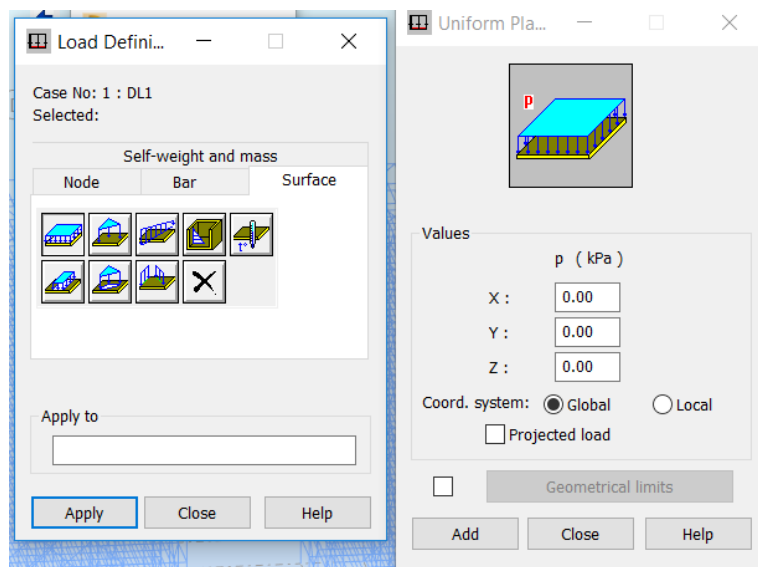 Load Defini...
Case No: 1 : DL1
Selected:
Self-weight and mass
Node
Bar
Surface
t°
Apply to
Apply
Close
Help
Uniform Pla...
p
Values
p ( kPa )
X : 0.00
Y : 0.00
Z : 0.00
Coord. system: Global Local
Projected load
Geometrical limits
Add
Close
Help